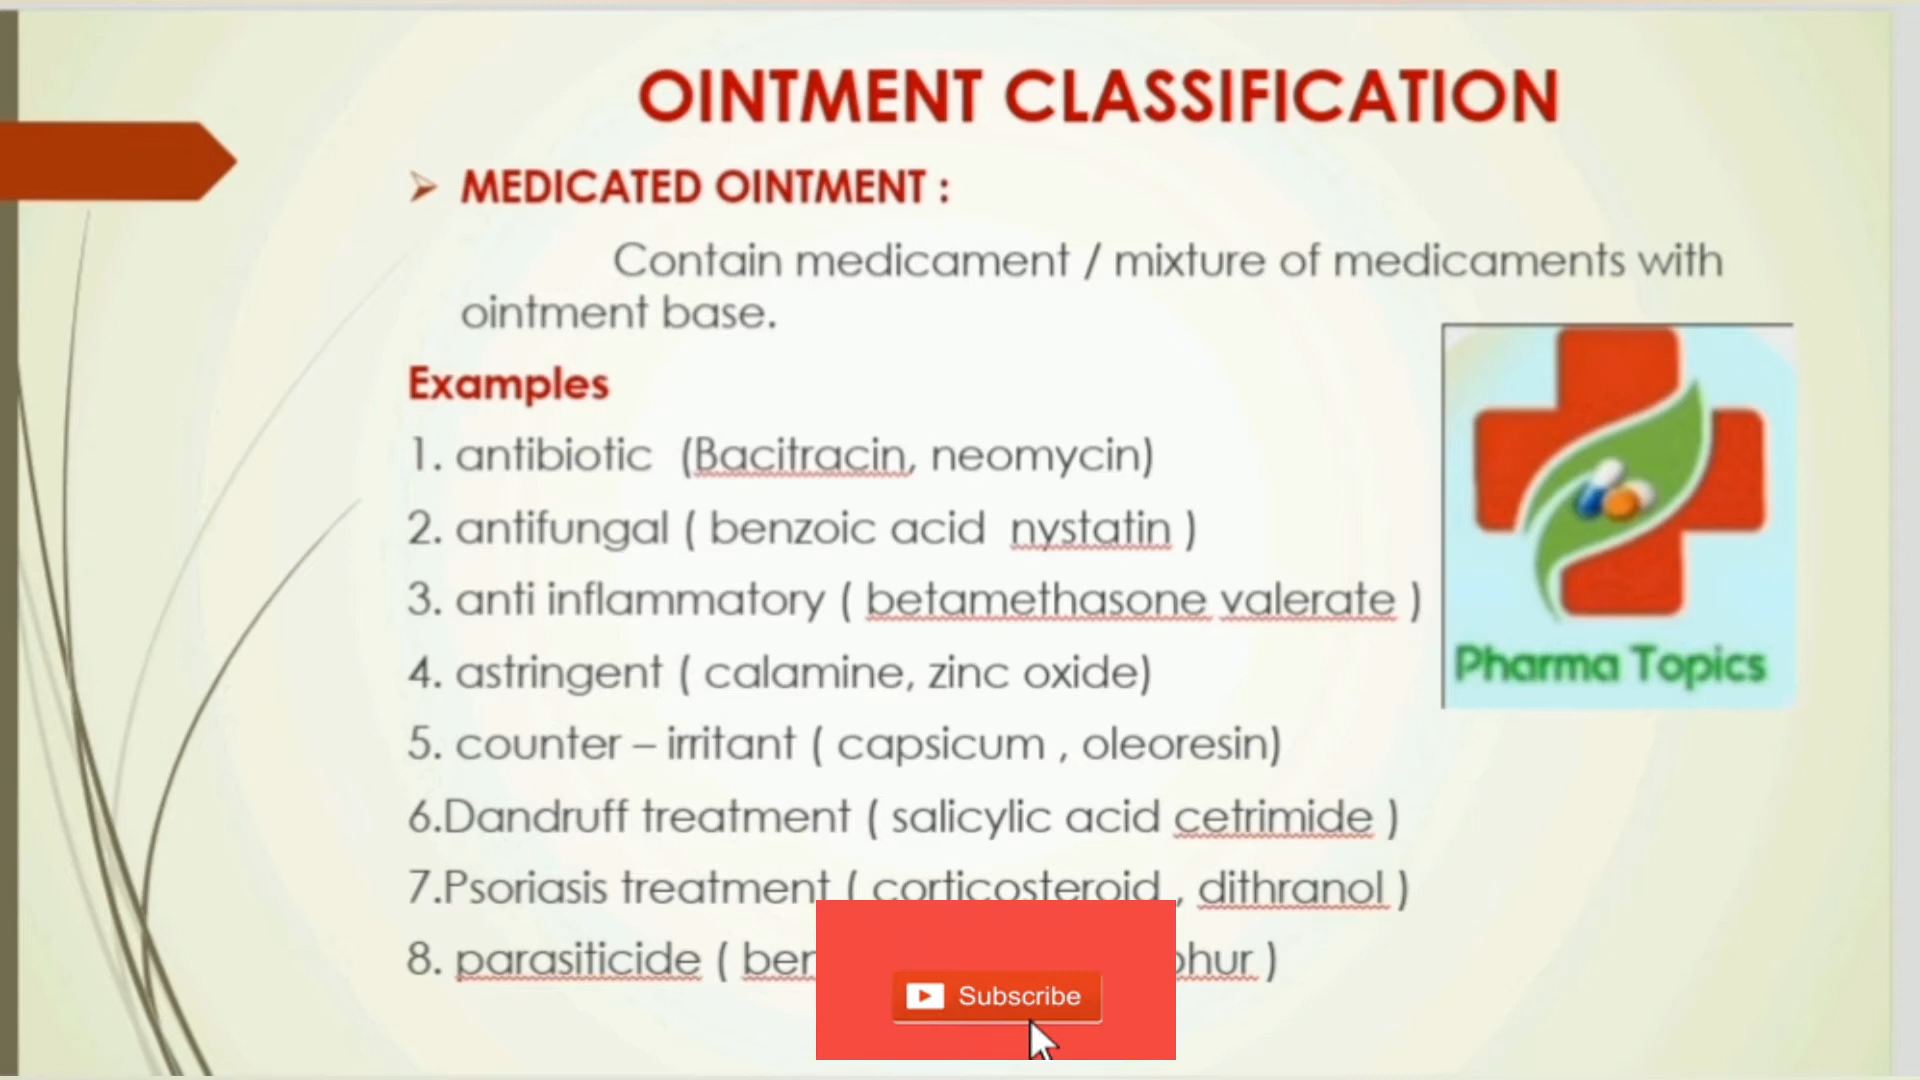 OINTMENT CLASSIFICATION
➢ MEDICATED OINTMENT :
Contain medicament / mixture of medicaments with
ointment base.
Examples
1. antibiotic (Bacitracin, neomycin)
2. antifungal ( benzoic acid nystatin )
3. anti inflammatory ( betamethasone valerate )
4. astringent ( calamine, zinc oxide)
5. counter – irritant ( capsicum , oleoresin)
6.Dandruff treatment ( salicylic acid cetrimide )
7.Psoriasis treatment ( corticosteroid , dithranol )
8. parasiticide ( )
Pharma Topics
Subscribe